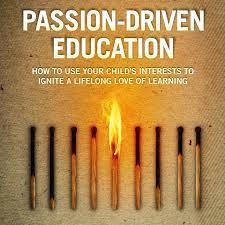 PASSION-DRIVEN
EDUCATION
HOW TO USE YOUR CHILD'S INTERESTS TO
IGNITE A LIFELONG LOVE OF LEARNING